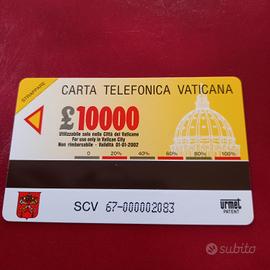 STRAPPARE
CARTA TELEFONICA VATICANA
£10000
Utilizzabile solo nella Città del Vaticano
For use only in Vatican City
Non rimborsabile - Validità 01-01-2002
0 20% 40% 60% 80% 100%
SCV 67-000002083
urmet
PATENT
subito